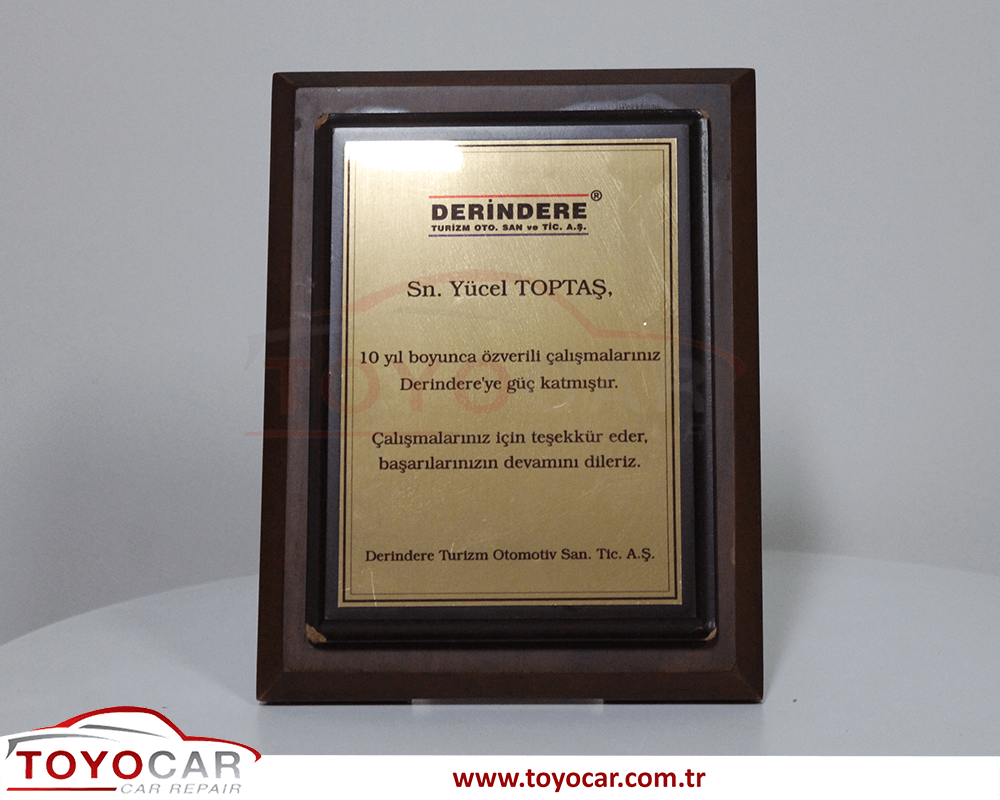 DERİNDERE®
TURİZM OTO. SAN ve TİC. A.Ş.
Sn. Yücel TOPTAŞ,
10 yıl boyunca özverili çalışmalarınız
Derindere'ye güç katmıştır.
Çalışmalarınız için teşekkür eder,
başarılarınızın devamını dileriz.
Derindere Turizm Otomotiv San. Tic. A.Ş.
TOYOCAR
TOYOCAR
CAR REPAIR
www.toyocar.com.tr